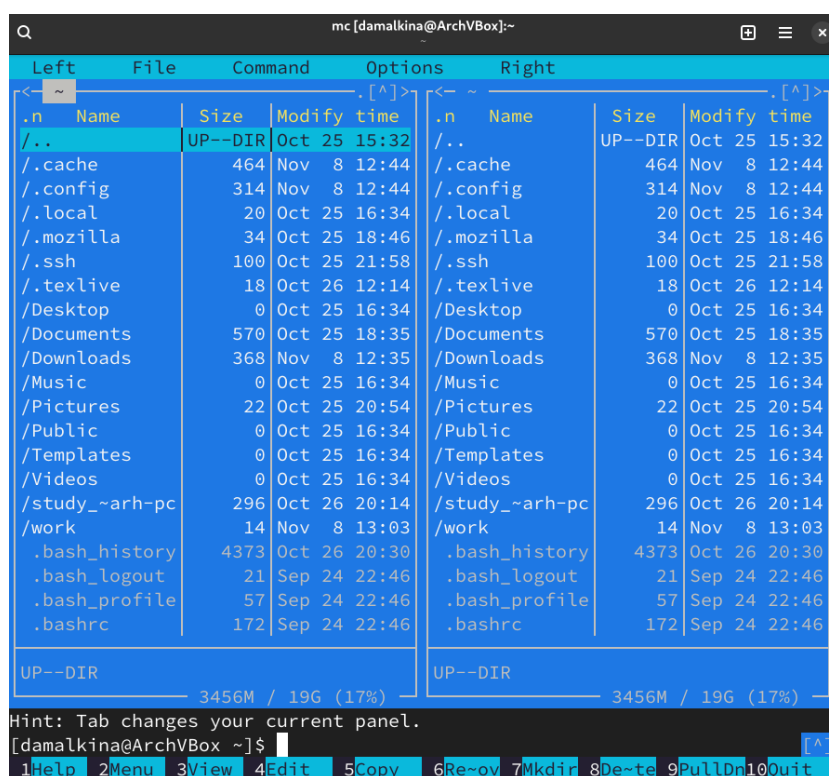 mc [damalkina@ArchVBox]:~
~
Left File Command Options Right
<- ~ .[^]> <- ~ .[^]>
.n Name Size Modify time .n Name Size Modify time
/.. UP--DIR Oct 25 15:32 /.. UP--DIR Oct 25 15:32
/.cache 464 Nov 8 12:44 /.cache 464 Nov 8 12:44
/.config 314 Nov 8 12:44 /.config 314 Nov 8 12:44
/.local 20 Oct 25 16:34 /.local 20 Oct 25 16:34
/.mozilla 34 Oct 25 18:46 /.mozilla 34 Oct 25 18:46
/.ssh 100 Oct 25 21:58 /.ssh 100 Oct 25 21:58
/.texlive 18 Oct 26 12:14 /.texlive 18 Oct 26 12:14
/Desktop 0 Oct 25 16:34 /Desktop 0 Oct 25 16:34
/Documents 570 Oct 25 18:35 /Documents 570 Oct 25 18:35
/Downloads 368 Nov 8 12:35 /Downloads 368 Nov 8 12:35
/Music 0 Oct 25 16:34 /Music 0 Oct 25 16:34
/Pictures 22 Oct 25 20:54 /Pictures 22 Oct 25 20:54
/Public 0 Oct 25 16:34 /Public 0 Oct 25 16:34
/Templates 0 Oct 25 16:34 /Templates 0 Oct 25 16:34
/Videos 0 Oct 25 16:34 /Videos 0 Oct 25 16:34
/study_~arh-pc 296 Oct 26 20:14 /study_~arh-pc 296 Oct 26 20:14
/work 14 Nov 8 13:03 /work 14 Nov 8 13:03
.bash_history 4373 Oct 26 20:30 .bash_history 4373 Oct 26 20:30
.bash_logout 21 Sep 24 22:46 .bash_logout 21 Sep 24 22:46
.bash_profile 57 Sep 24 22:46 .bash_profile 57 Sep 24 22:46
.bashrc 172 Sep 24 22:46 .bashrc 172 Sep 24 22:46
UP--DIR UP--DIR
3456M / 19G (17%) 3456M / 19G (17%)
Hint: Tab changes your current panel.
[damalkina@ArchVBox ~]$ [^]
1Help 2Menu 3View 4Edit 5Copy 6Re~ov 7Mkdir 8De~te 9PullDn 10Quit